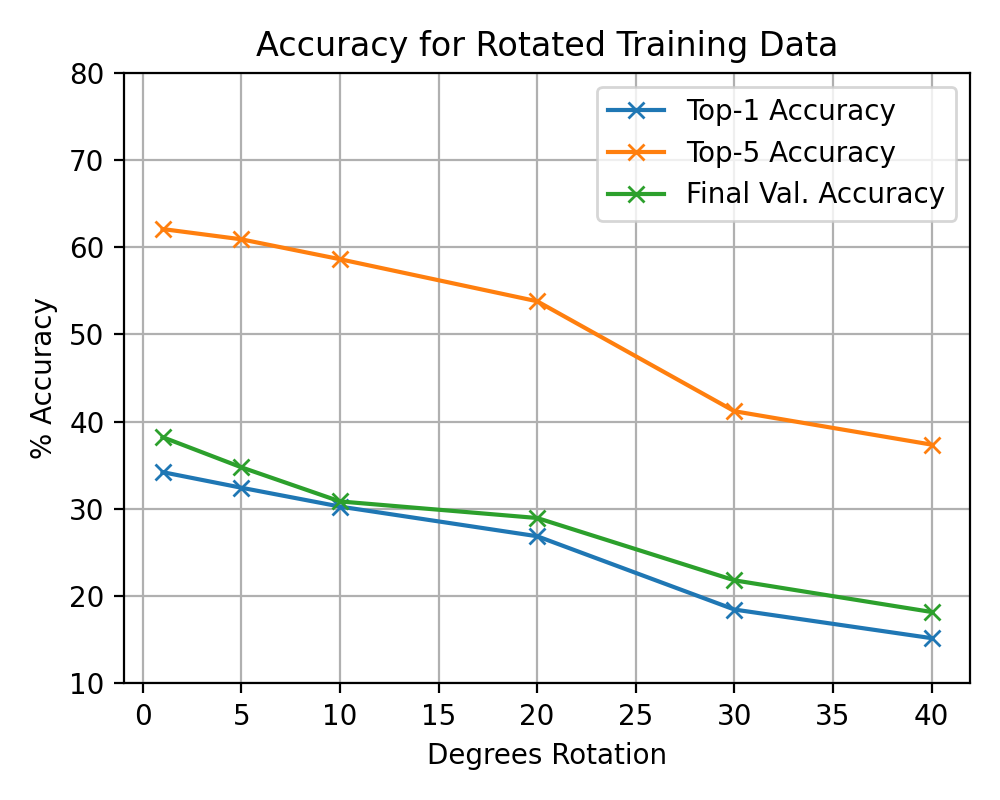 Accuracy for Rotated Training Data
80
70
60
50
40
30
20
10
% Accuracy
Top-1 Accuracy
Top-5 Accuracy
Final Val. Accuracy
0 5 10 15 20 25 30 35 40
Degrees Rotation